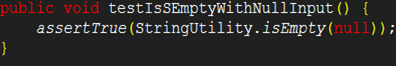 public void testIsSEmptyWithNullInput() {
    assertTrue(StringUtility.isEmpty(null));
}